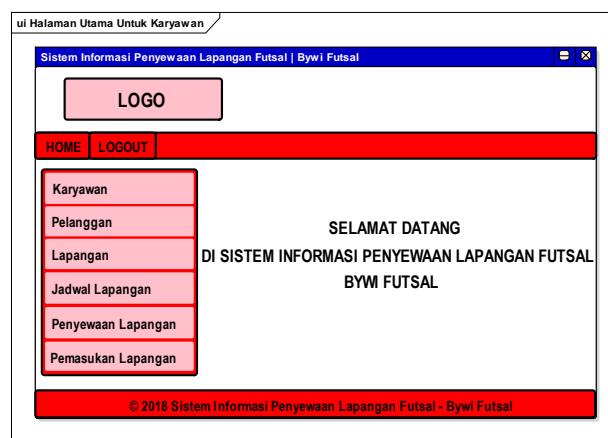 ui Halaman Utama Untuk Karyawan
Sistem Informasi Penyewaan Lapangan Futsal | Bywi Futsal
LOGO
HOME LOGOUT
Karyawan
Pelanggan
Lapangan
Jadwal Lapangan
Penyewaan Lapangan
Pemasukan Lapangan
SELAMAT DATANG
DI SISTEM INFORMASI PENYEWAAN LAPANGAN FUTSAL
BYWI FUTSAL
© 2018 Sistem Informasi Penyewaan Lapangan Futsal - Bywi Futsal